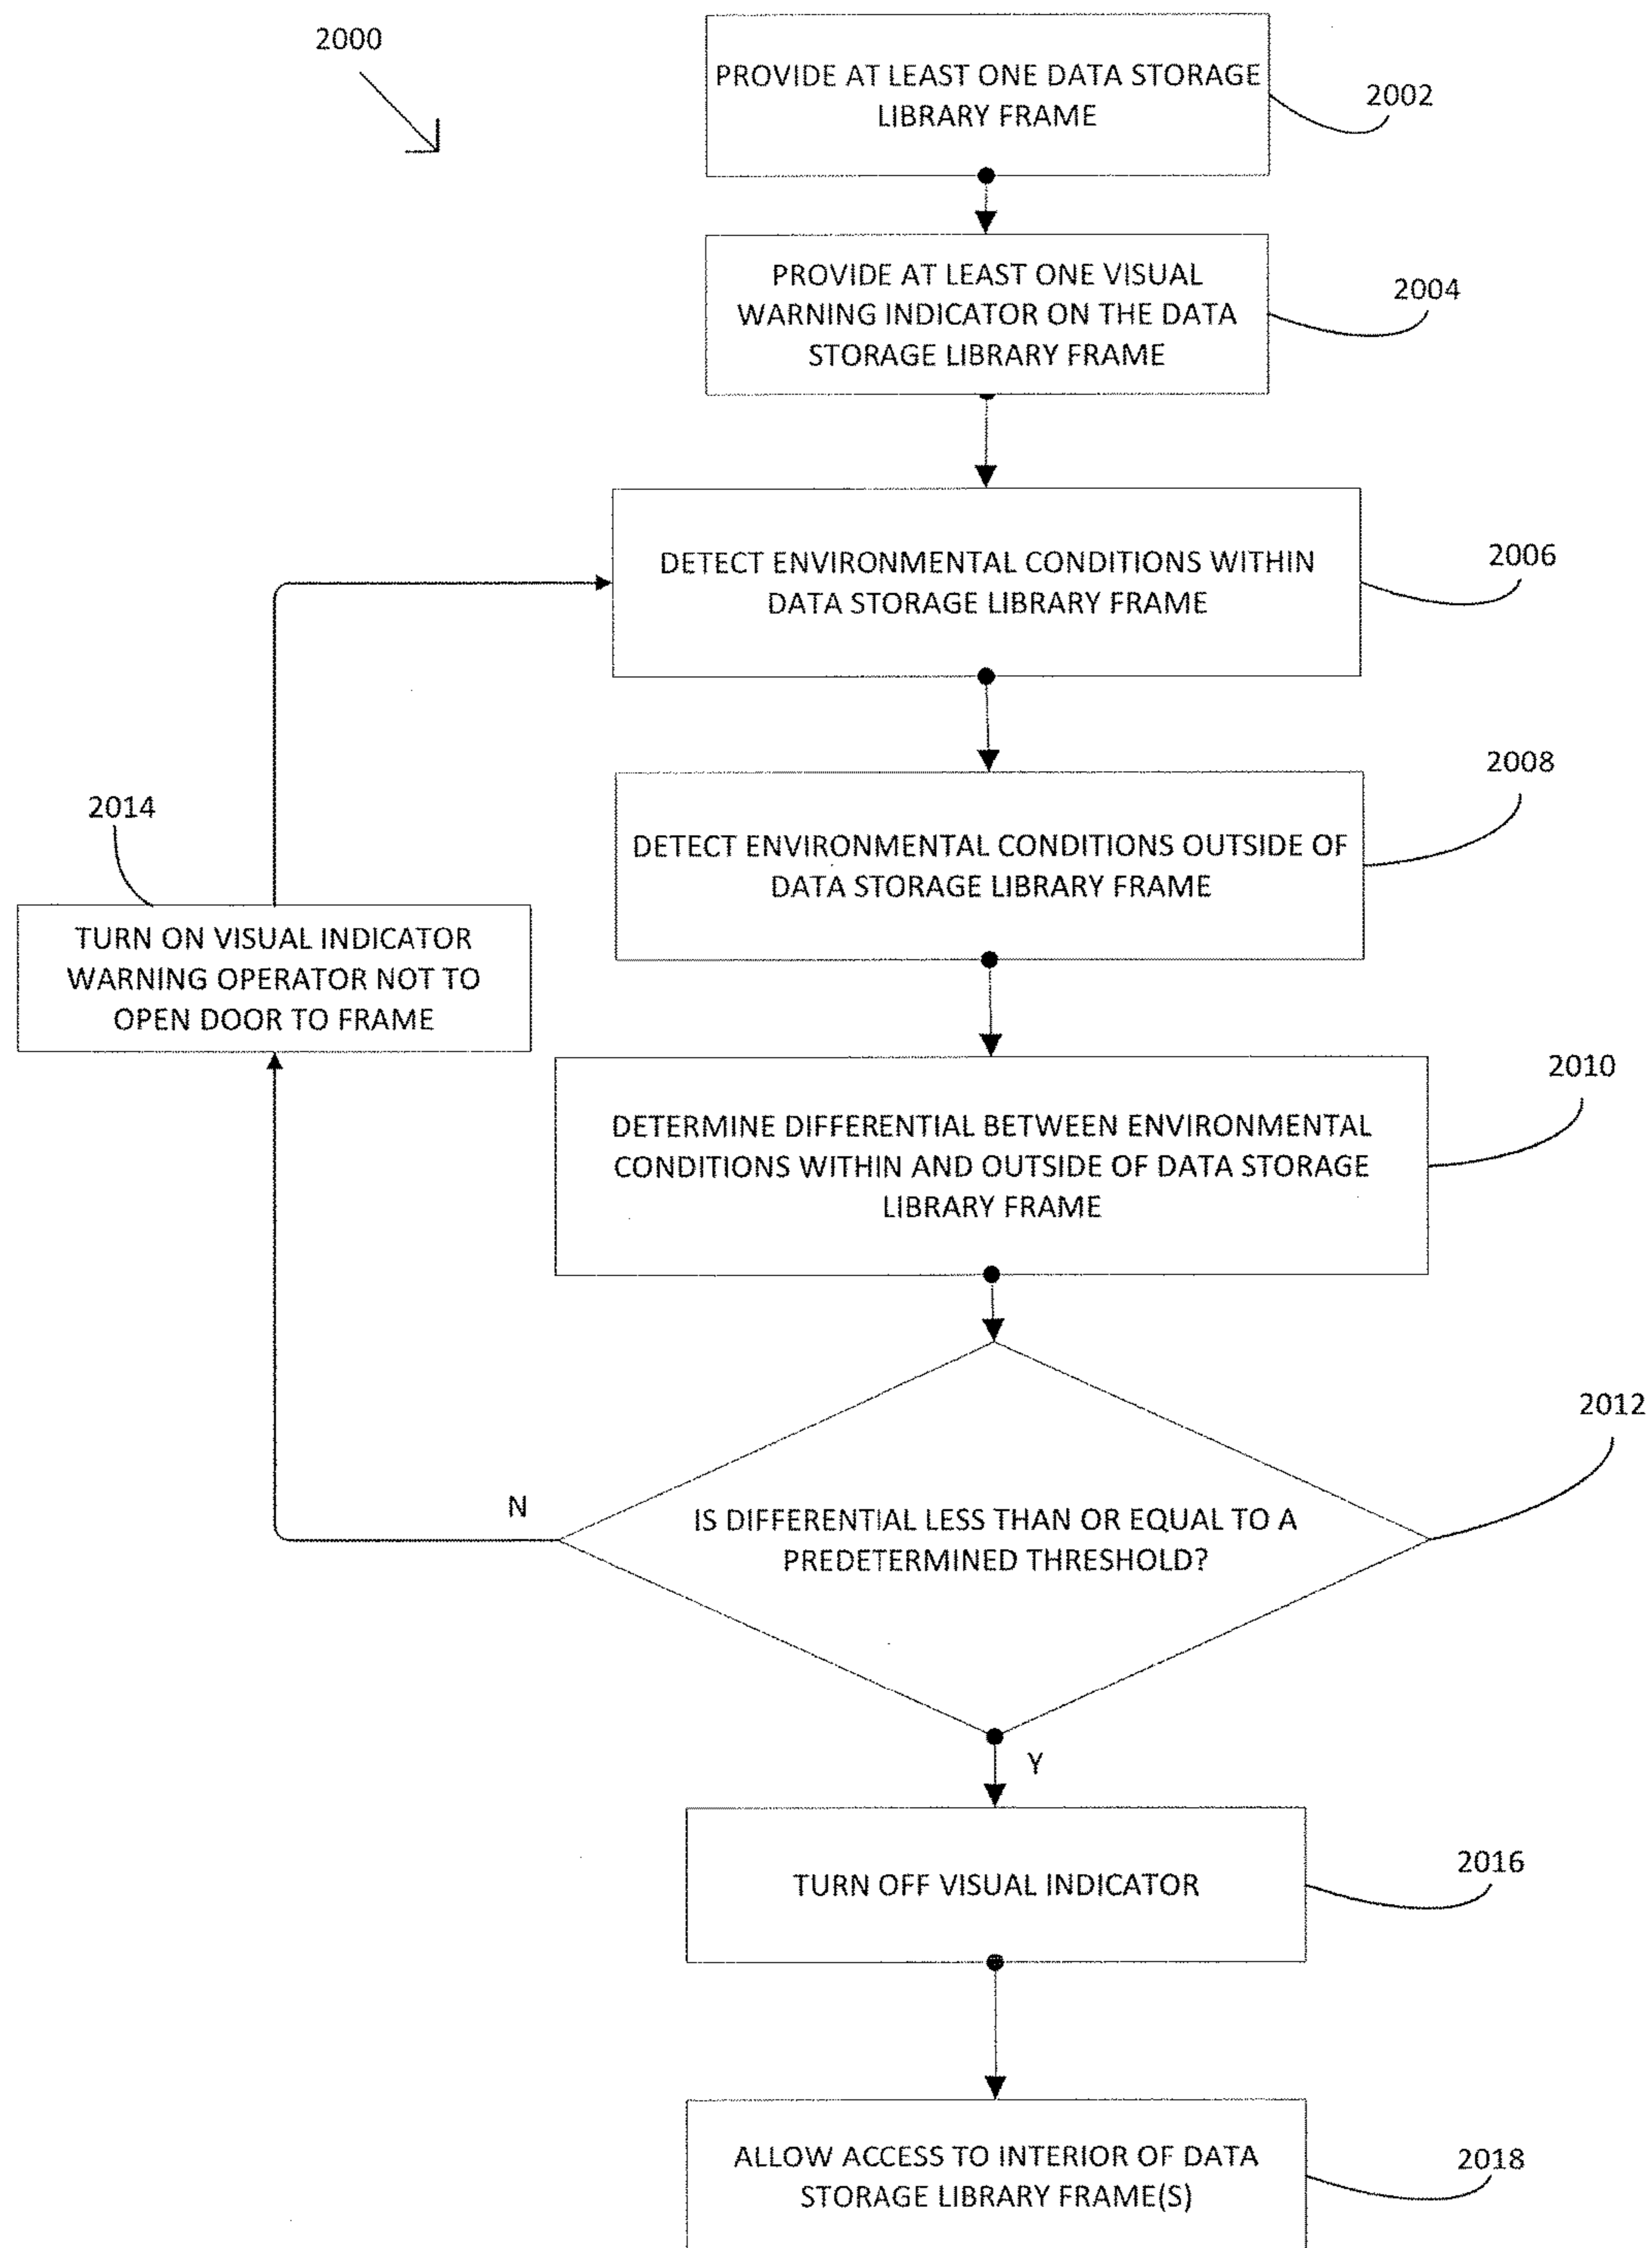 2000
PROVIDE AT LEAST ONE DATA STORAGE
LIBRARY FRAME
2002
PROVIDE AT LEAST ONE VISUAL
WARNING INDICATOR ON THE DATA
STORAGE LIBRARY FRAME
2004
DETECT ENVIRONMENTAL CONDITIONS WITHIN
DATA STORAGE LIBRARY FRAME
2006
DETECT ENVIRONMENTAL CONDITIONS OUTSIDE OF
DATA STORAGE LIBRARY FRAME
2008
2014
TURN ON VISUAL INDICATOR
WARNING OPERATOR NOT TO
OPEN DOOR TO FRAME
DETERMINE DIFFERENTIAL BETWEEN ENVIRONMENTAL
CONDITIONS WITHIN AND OUTSIDE OF DATA STORAGE
LIBRARY FRAME
2010
N
IS DIFFERENTIAL LESS THAN OR EQUAL TO A
PREDETERMINED THRESHOLD?
2012
Y
TURN OFF VISUAL INDICATOR
2016
ALLOW ACCESS TO INTERIOR OF DATA
STORAGE LIBRARY FRAME(S)
2018